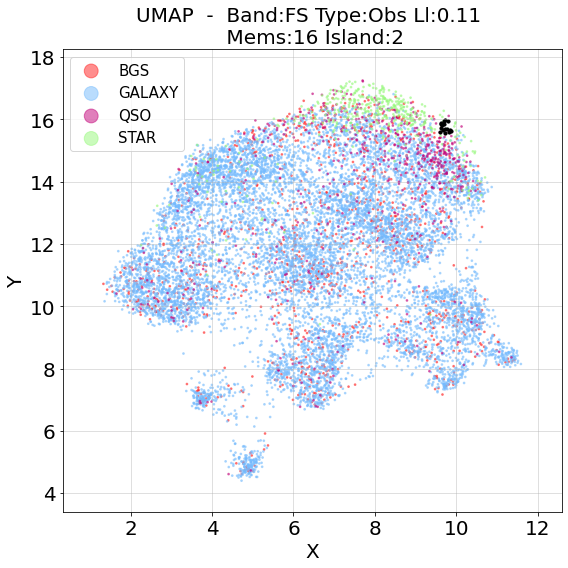 UMAP  -  Band:FS Type:Obs Ll:0.11
Mems:16 Island:2
BGS
GALAXY
QSO
STAR
18
16
14
12
10
8
6
4
Y
2 4 6 8 10 12
X